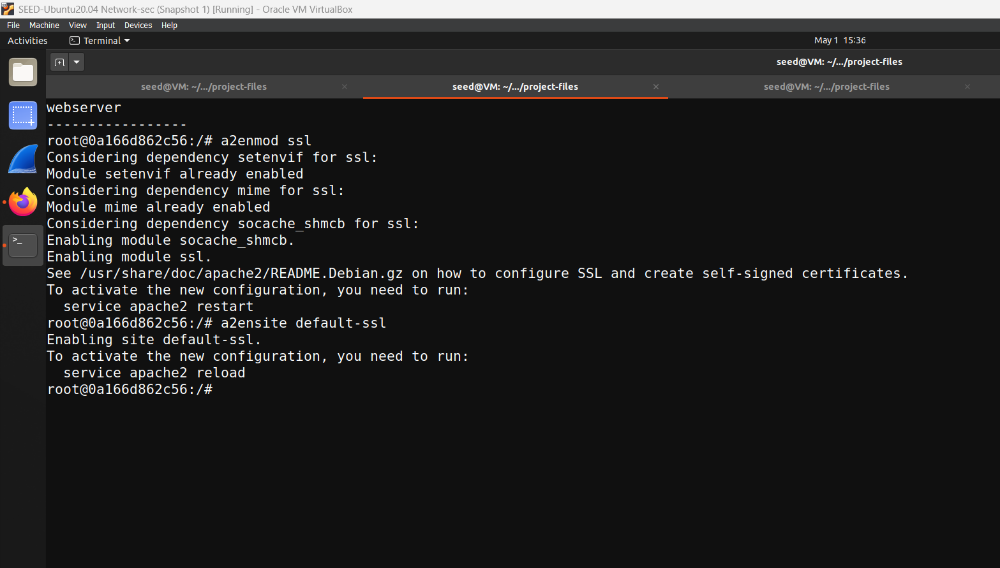 SEED-Ubuntu20.04 Network-sec (Snapshot 1) [Running] - Oracle VM VirtualBox
File Machine View Input Devices Help
Activities Terminal May 1 15:36
seed@VM: ~/.../project-files
seed@VM: ~/.../project-files × seed@VM: ~/.../project-files × seed@VM: ~/.../project-files ×
webserver
-----------------
root@0a166d862c56:/# a2enmod ssl
Considering dependency setenvif for ssl:
Module setenvif already enabled
Considering dependency mime for ssl:
Module mime already enabled
Considering dependency socache_shmcb for ssl:
Enabling module socache_shmcb.
Enabling module ssl.
See /usr/share/doc/apache2/README.Debian.gz on how to configure SSL and create self-signed certificates.
To activate the new configuration, you need to run:
  service apache2 restart
root@0a166d862c56:/# a2ensite default-ssl
Enabling site default-ssl.
To activate the new configuration, you need to run:
  service apache2 reload
root@0a166d862c56:/#